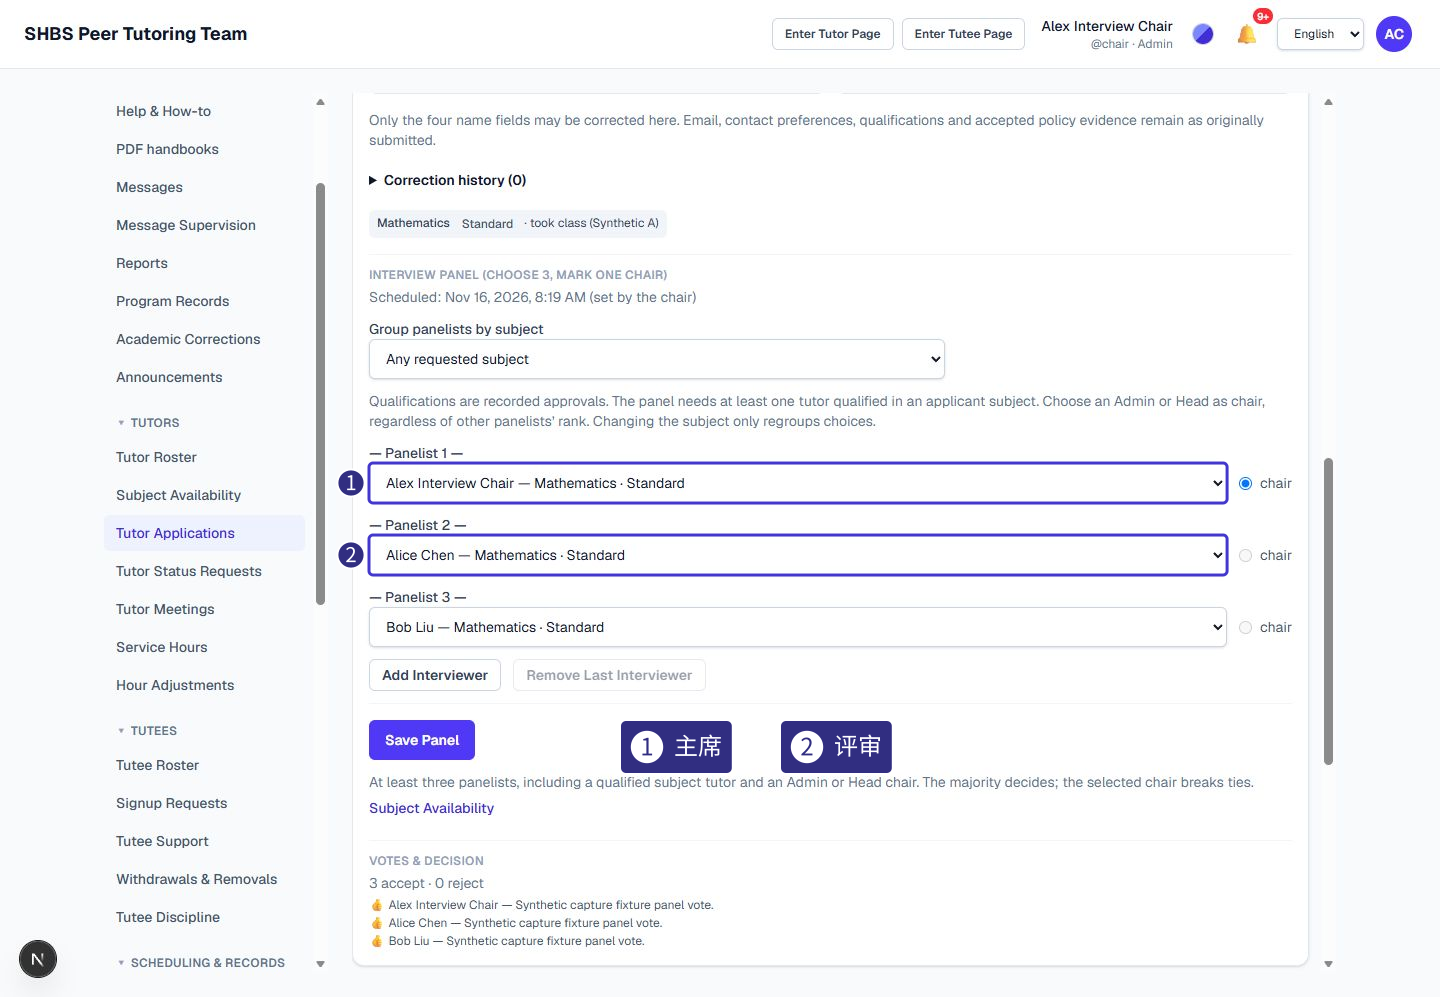 SHBS Peer Tutoring Team
Enter Tutor Page
Enter Tutee Page
Alex Interview Chair
@chair · Admin
9+
English
AC
Help & How-to
PDF handbooks
Messages
Message Supervision
Reports
Program Records
Academic Corrections
Announcements
TUTORS
Tutor Roster
Subject Availability
Tutor Applications
Tutor Status Requests
Tutor Meetings
Service Hours
Hour Adjustments
TUTEES
Tutee Roster
Signup Requests
Tutee Support
Withdrawals & Removals
Tutee Discipline
SCHEDULING & RECORDS
N
Only the four name fields may be corrected here. Email, contact preferences, qualifications and accepted policy evidence remain as originally
submitted.
Correction history (0)
Mathematics Standard · took class (Synthetic A)
INTERVIEW PANEL (CHOOSE 3, MARK ONE CHAIR)
Scheduled: Nov 16, 2026, 8:19 AM (set by the chair)
Group panelists by subject
Any requested subject
Qualifications are recorded approvals. The panel needs at least one tutor qualified in an applicant subject. Choose an Admin or Head as chair,
regardless of other panelists' rank. Changing the subject only regroups choices.
— Panelist 1 —
1 Alex Interview Chair — Mathematics · Standard chair
— Panelist 2 —
2 Alice Chen — Mathematics · Standard chair
— Panelist 3 —
Bob Liu — Mathematics · Standard chair
Add Interviewer
Remove Last Interviewer
Save Panel
1 主席
2 评审
At least three panelists, including a qualified subject tutor and an Admin or Head chair. The majority decides; the selected chair breaks ties.
Subject Availability
VOTES & DECISION
3 accept · 0 reject
👍 Alex Interview Chair — Synthetic capture fixture panel vote.
👍 Alice Chen — Synthetic capture fixture panel vote.
👍 Bob Liu — Synthetic capture fixture panel vote.